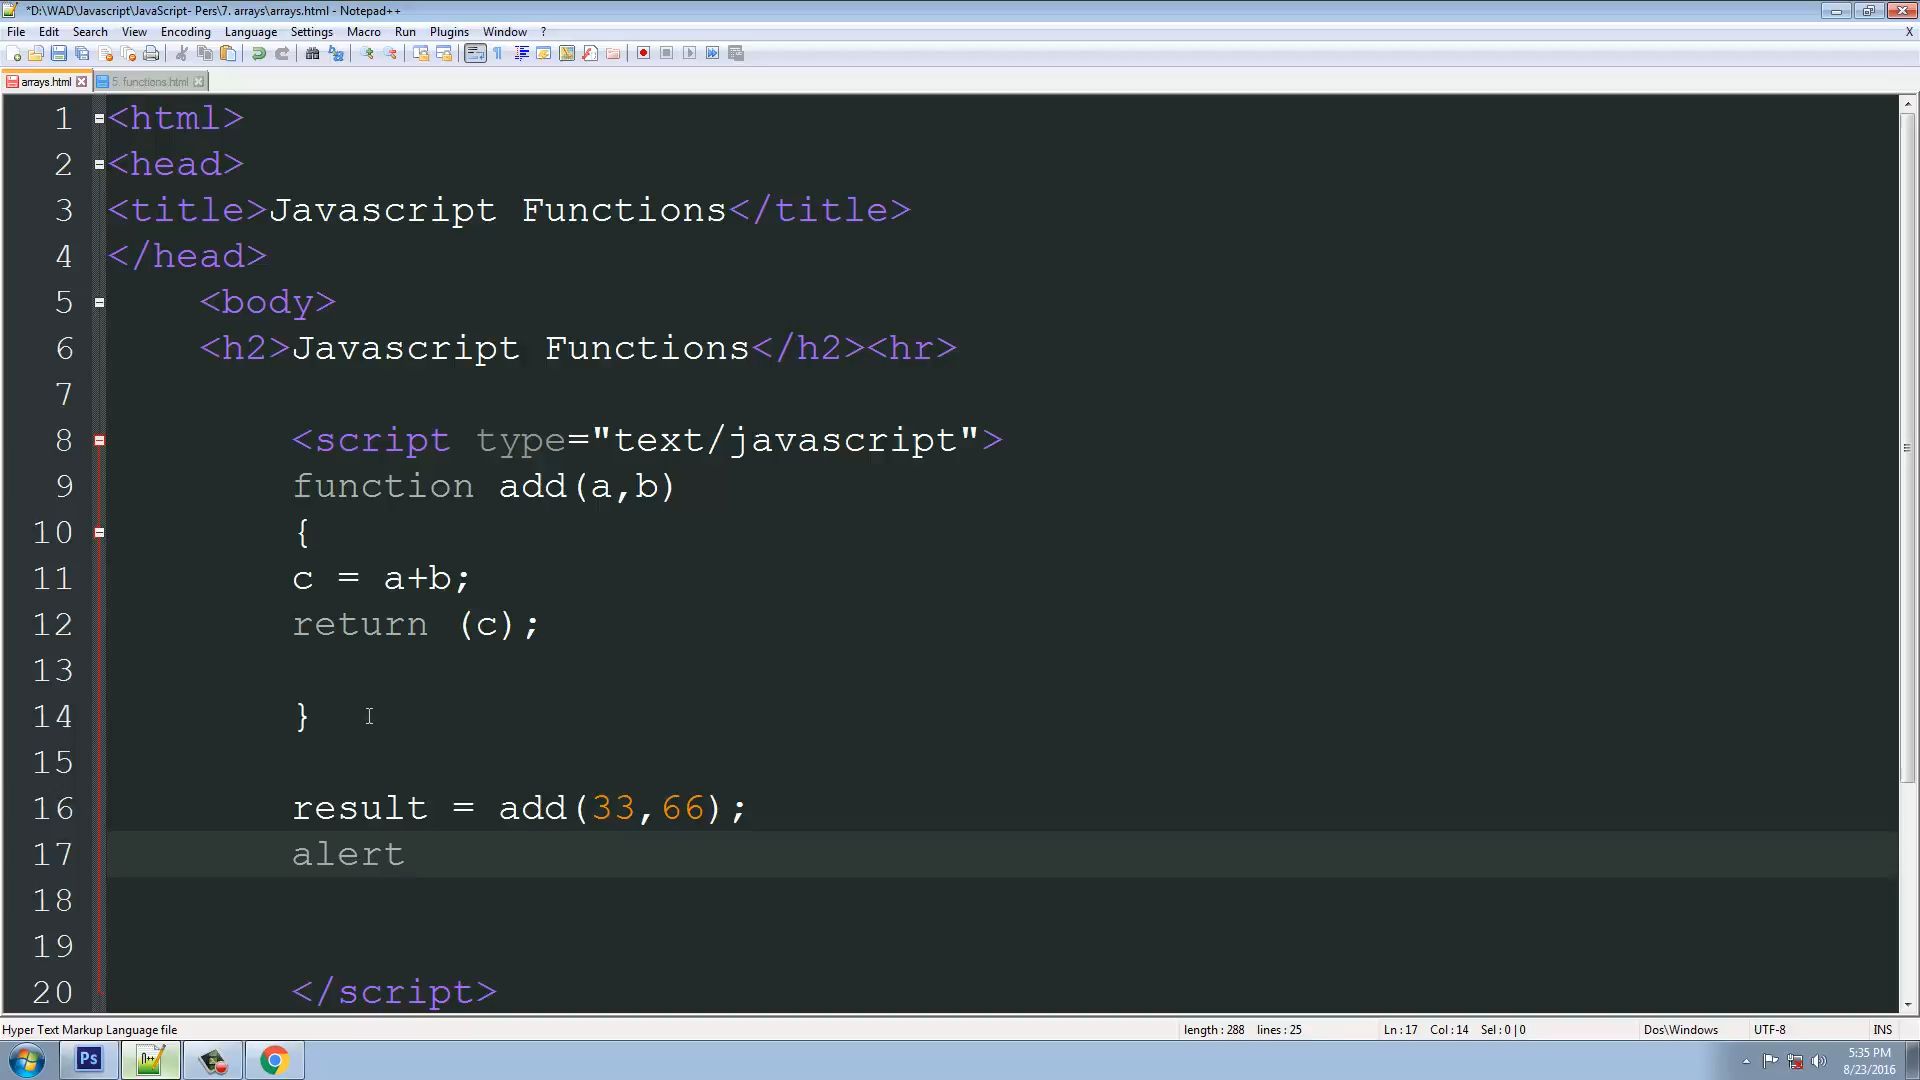 *D:\WAD\Javascript\JavaScript- Pers\7. arrays\arrays.html - Notepad++
File Edit Search View Encoding Language Settings Macro Run Plugins Window ? X
arrays.html 5. functions.html
1 <html>
2 <head>
3 <title>Javascript Functions</title>
4 </head>
5 <body>
6 <h2>Javascript Functions</h2><hr>
7
8 <script type="text/javascript">
9 function add(a,b)
10 {
11 c = a+b;
12 return (c);
13
14 }
15
16 result = add(33,66);
17 alert
18
19
20 </script>
Hyper Text Markup Language file length : 288 lines : 25 Ln : 17 Col : 14 Sel : 0 | 0 Dos\Windows UTF-8 INS
Ps n++ 5:35 PM
8/23/2016